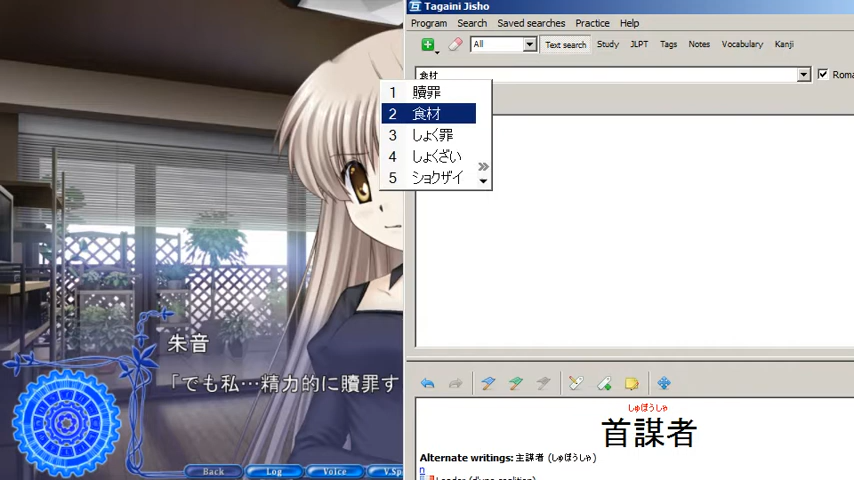 Tagaini Jisho
Program Search Saved searches Practice Help
All Text search Study JLPT Tags Notes Vocabulary Kanji
食材
1 贖罪
2 食材
3 しょく罪
4 しょくざい
5 ショクザイ
朱音
「でも私…精力的に贖罪す
Back Log Voice V.Sp
しゅぼうしゃ
首謀者
Alternate writings: 主謀者 (しゅぼうしゃ)
n